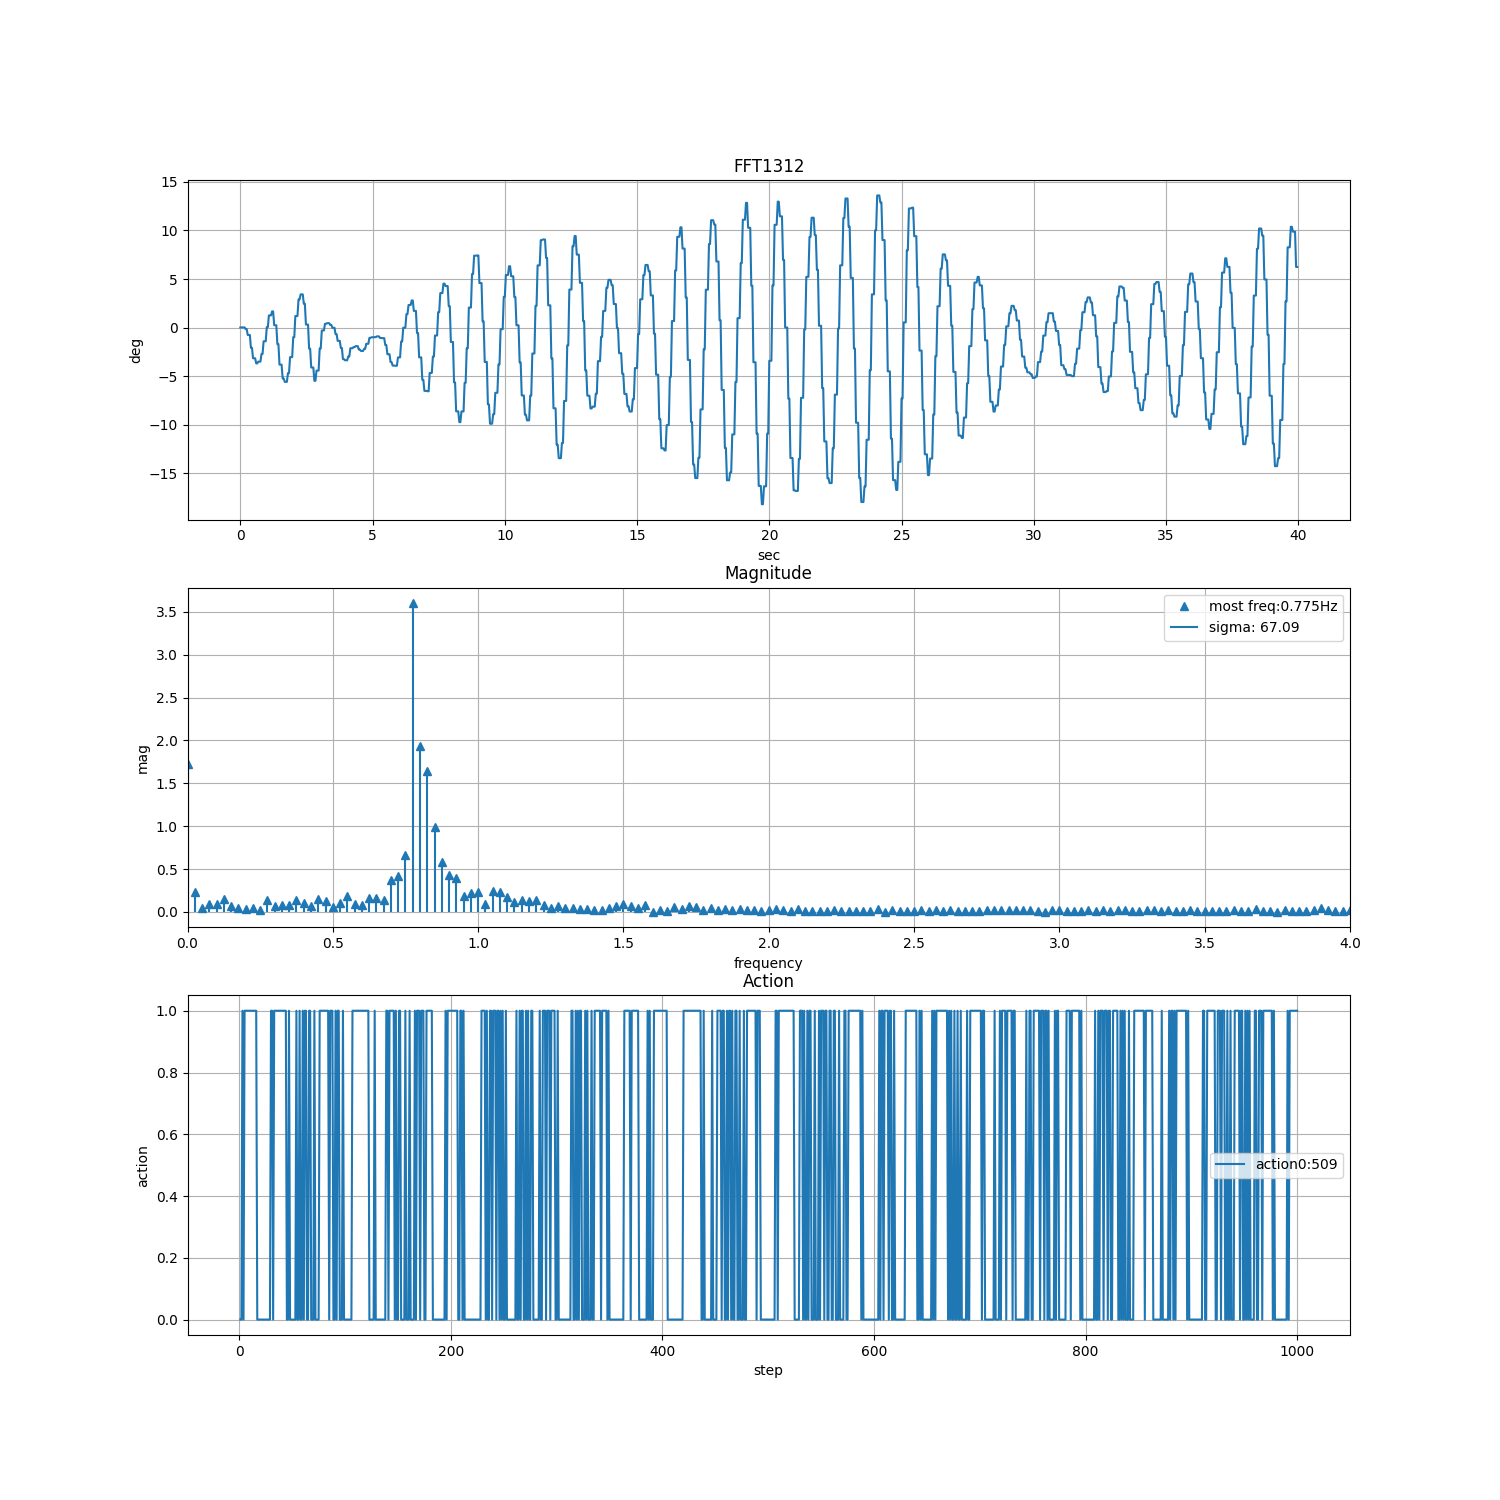 FFT1312
15
10
5
0
−5
−10
−15
deg
0 5 10 15 20 25 30 35 40
sec
Magnitude
3.5
3.0
2.5
2.0
1.5
1.0
0.5
0.0
mag
most freq:0.775Hz
sigma: 67.09
0.0 0.5 1.0 1.5 2.0 2.5 3.0 3.5 4.0
frequency
Action
1.0
0.8
0.6
0.4
0.2
0.0
action
action0:509
0 200 400 600 800 1000
step